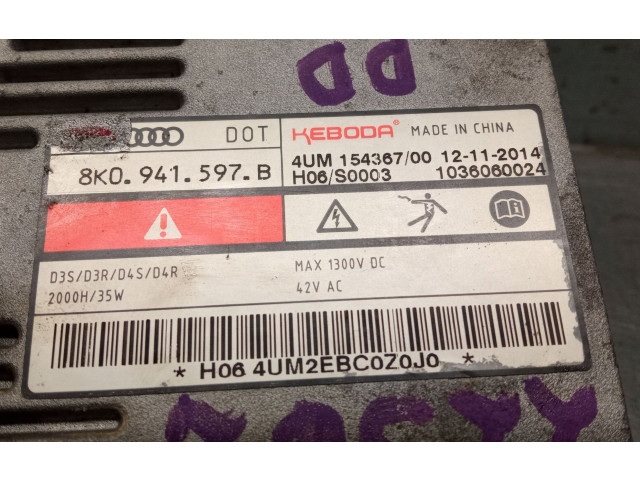 DD
DOT KEBODA® MADE IN CHINA
8K0.941.597.B
4UM 154367/00 12-11-2014
H06/S0003 1036060024
D3S/D3R/D4S/D4R
2000H/35W
MAX 1300V DC
42V AC
* H06 4UM2EBC0Z0J0 *